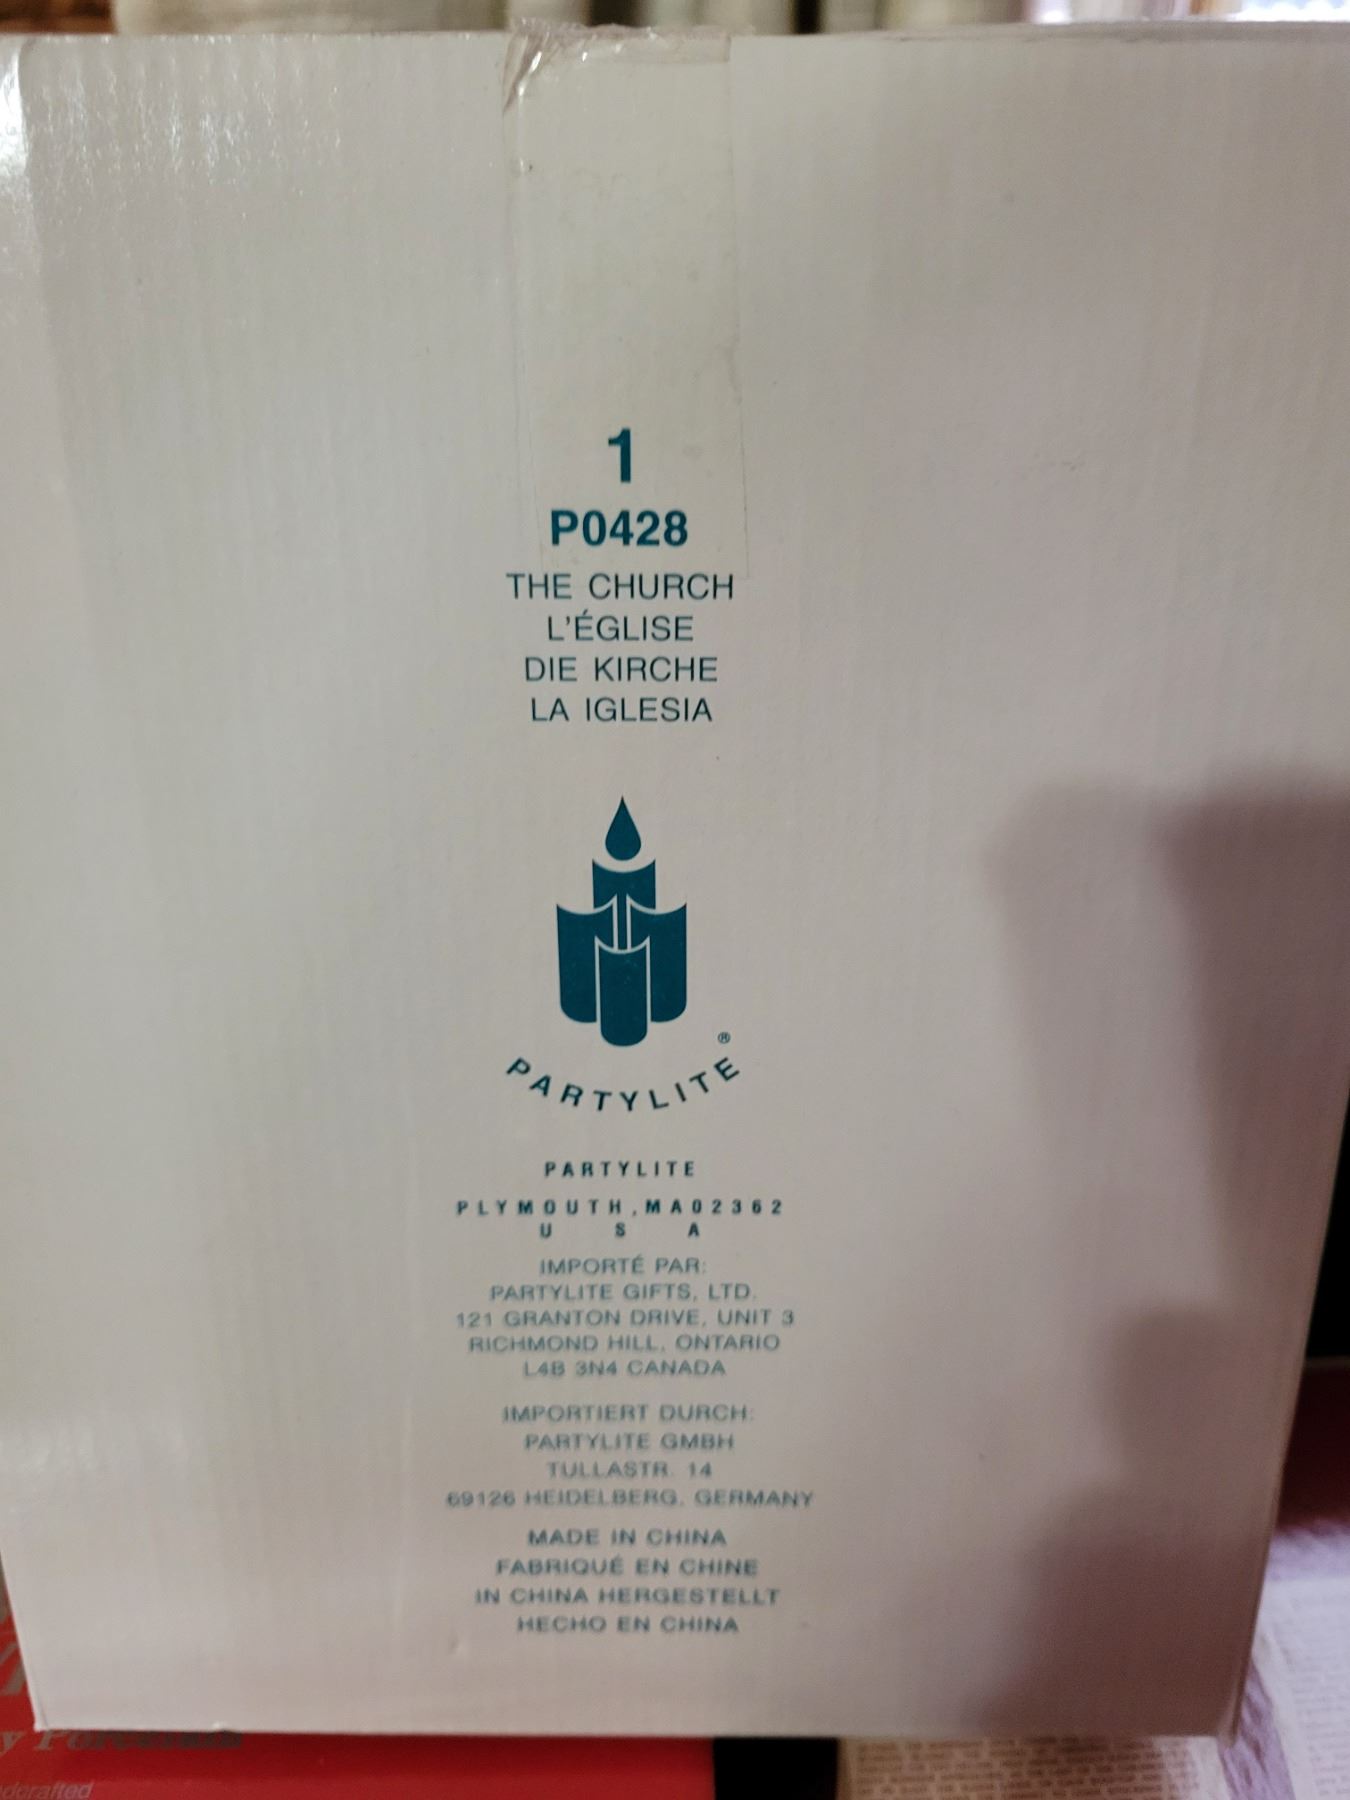 1
P0428
THE CHURCH
L'ÉGLISE
DIE KIRCHE
LA IGLESIA
PARTYLITE®
PARTYLITE
PLYMOUTH, MA02362
U S A
IMPORTÉ PAR:
PARTYLITE GIFTS, LTD.
121 GRANTON DRIVE, UNIT 3
RICHMOND HILL, ONTARIO
L4B 3N4 CANADA
IMPORTIERT DURCH:
PARTYLITE GMBH
TULLASTR. 14
69126 HEIDELBERG, GERMANY
MADE IN CHINA
FABRIQUÉ EN CHINE
IN CHINA HERGESTELLT
HECHO EN CHINA
y Porcelain